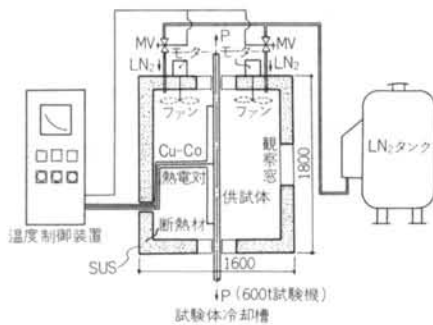 P
MV
モーター
モーター
MV
LN₂
LN₂
ファン
ファン
Cu-Co
熱電対
観察窓
供試体
断熱材
1800
LN₂タンク
温度制御装置
SUS
1600
P (600t試験機)
試験体冷却槽